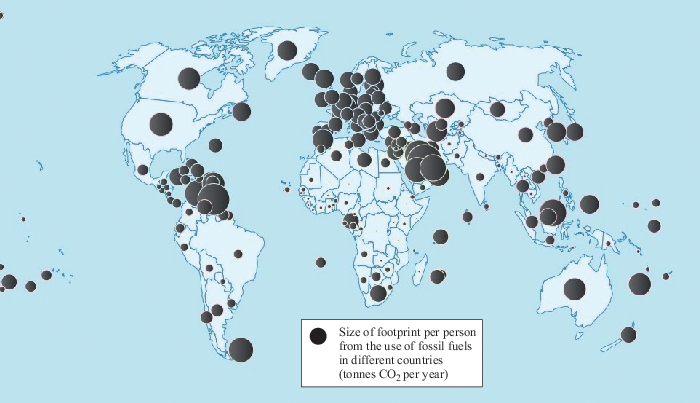 Size of footprint per person
from the use of fossil fuels
in different countries
(tonnes CO₂ per year)